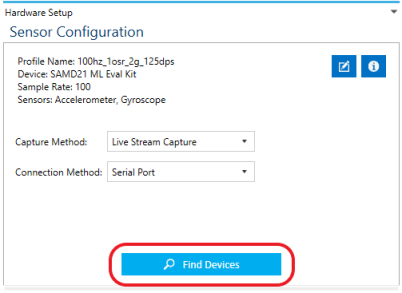 Hardware Setup
Sensor Configuration
Profile Name: 100hz_1osr_2g_125dps
Device: SAMD21 ML Eval Kit
Sample Rate: 100
Sensors: Accelerometer, Gyroscope
Capture Method: Live Stream Capture
Connection Method: Serial Port
Find Devices